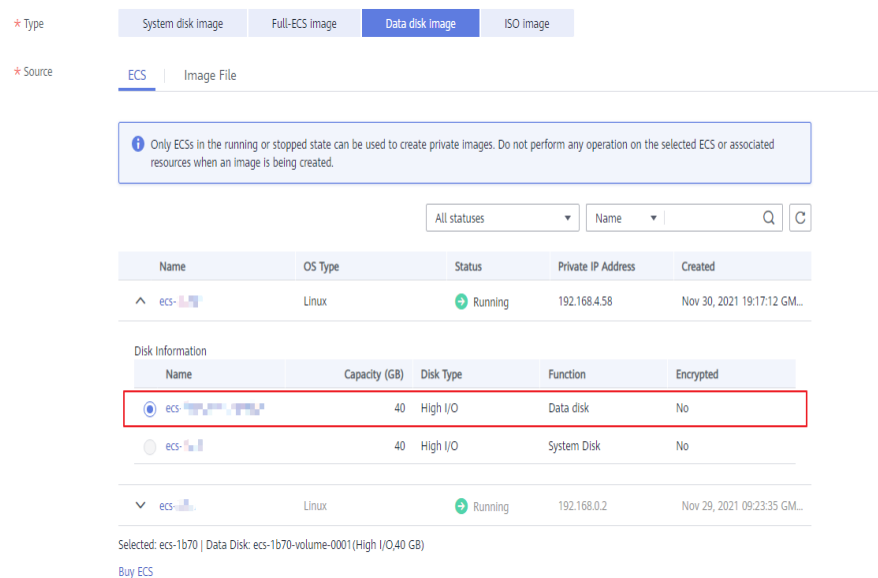 * Type System disk image Full-ECS image Data disk image ISO image
* Source ECS Image File
Only ECSs in the running or stopped state can be used to create private images. Do not perform any operation on the selected ECS or associated
resources when an image is being created.
All statuses Name
Name OS Type Status Private IP Address Created
ecs- Linux Running 192.168.4.58 Nov 30, 2021 19:17:12 GM...
Disk Information
Name Capacity (GB) Disk Type Function Encrypted
ecs- 40 High I/O Data disk No
ecs- 40 High I/O System Disk No
ecs- Linux Running 192.168.0.2 Nov 29, 2021 09:23:35 GM...
Selected: ecs-1b70 | Data Disk: ecs-1b70-volume-0001(High I/O,40 GB)
Buy ECS